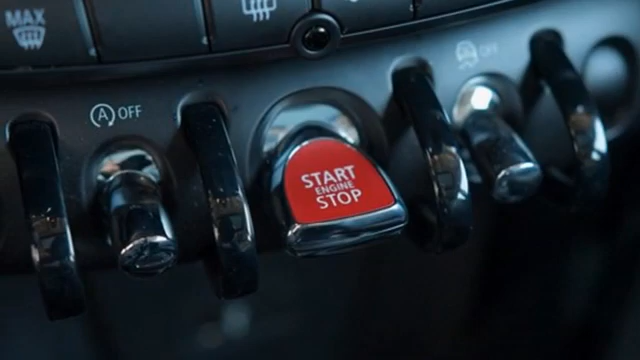 MAX
A OFF
OFF
START
ENGINE
STOP